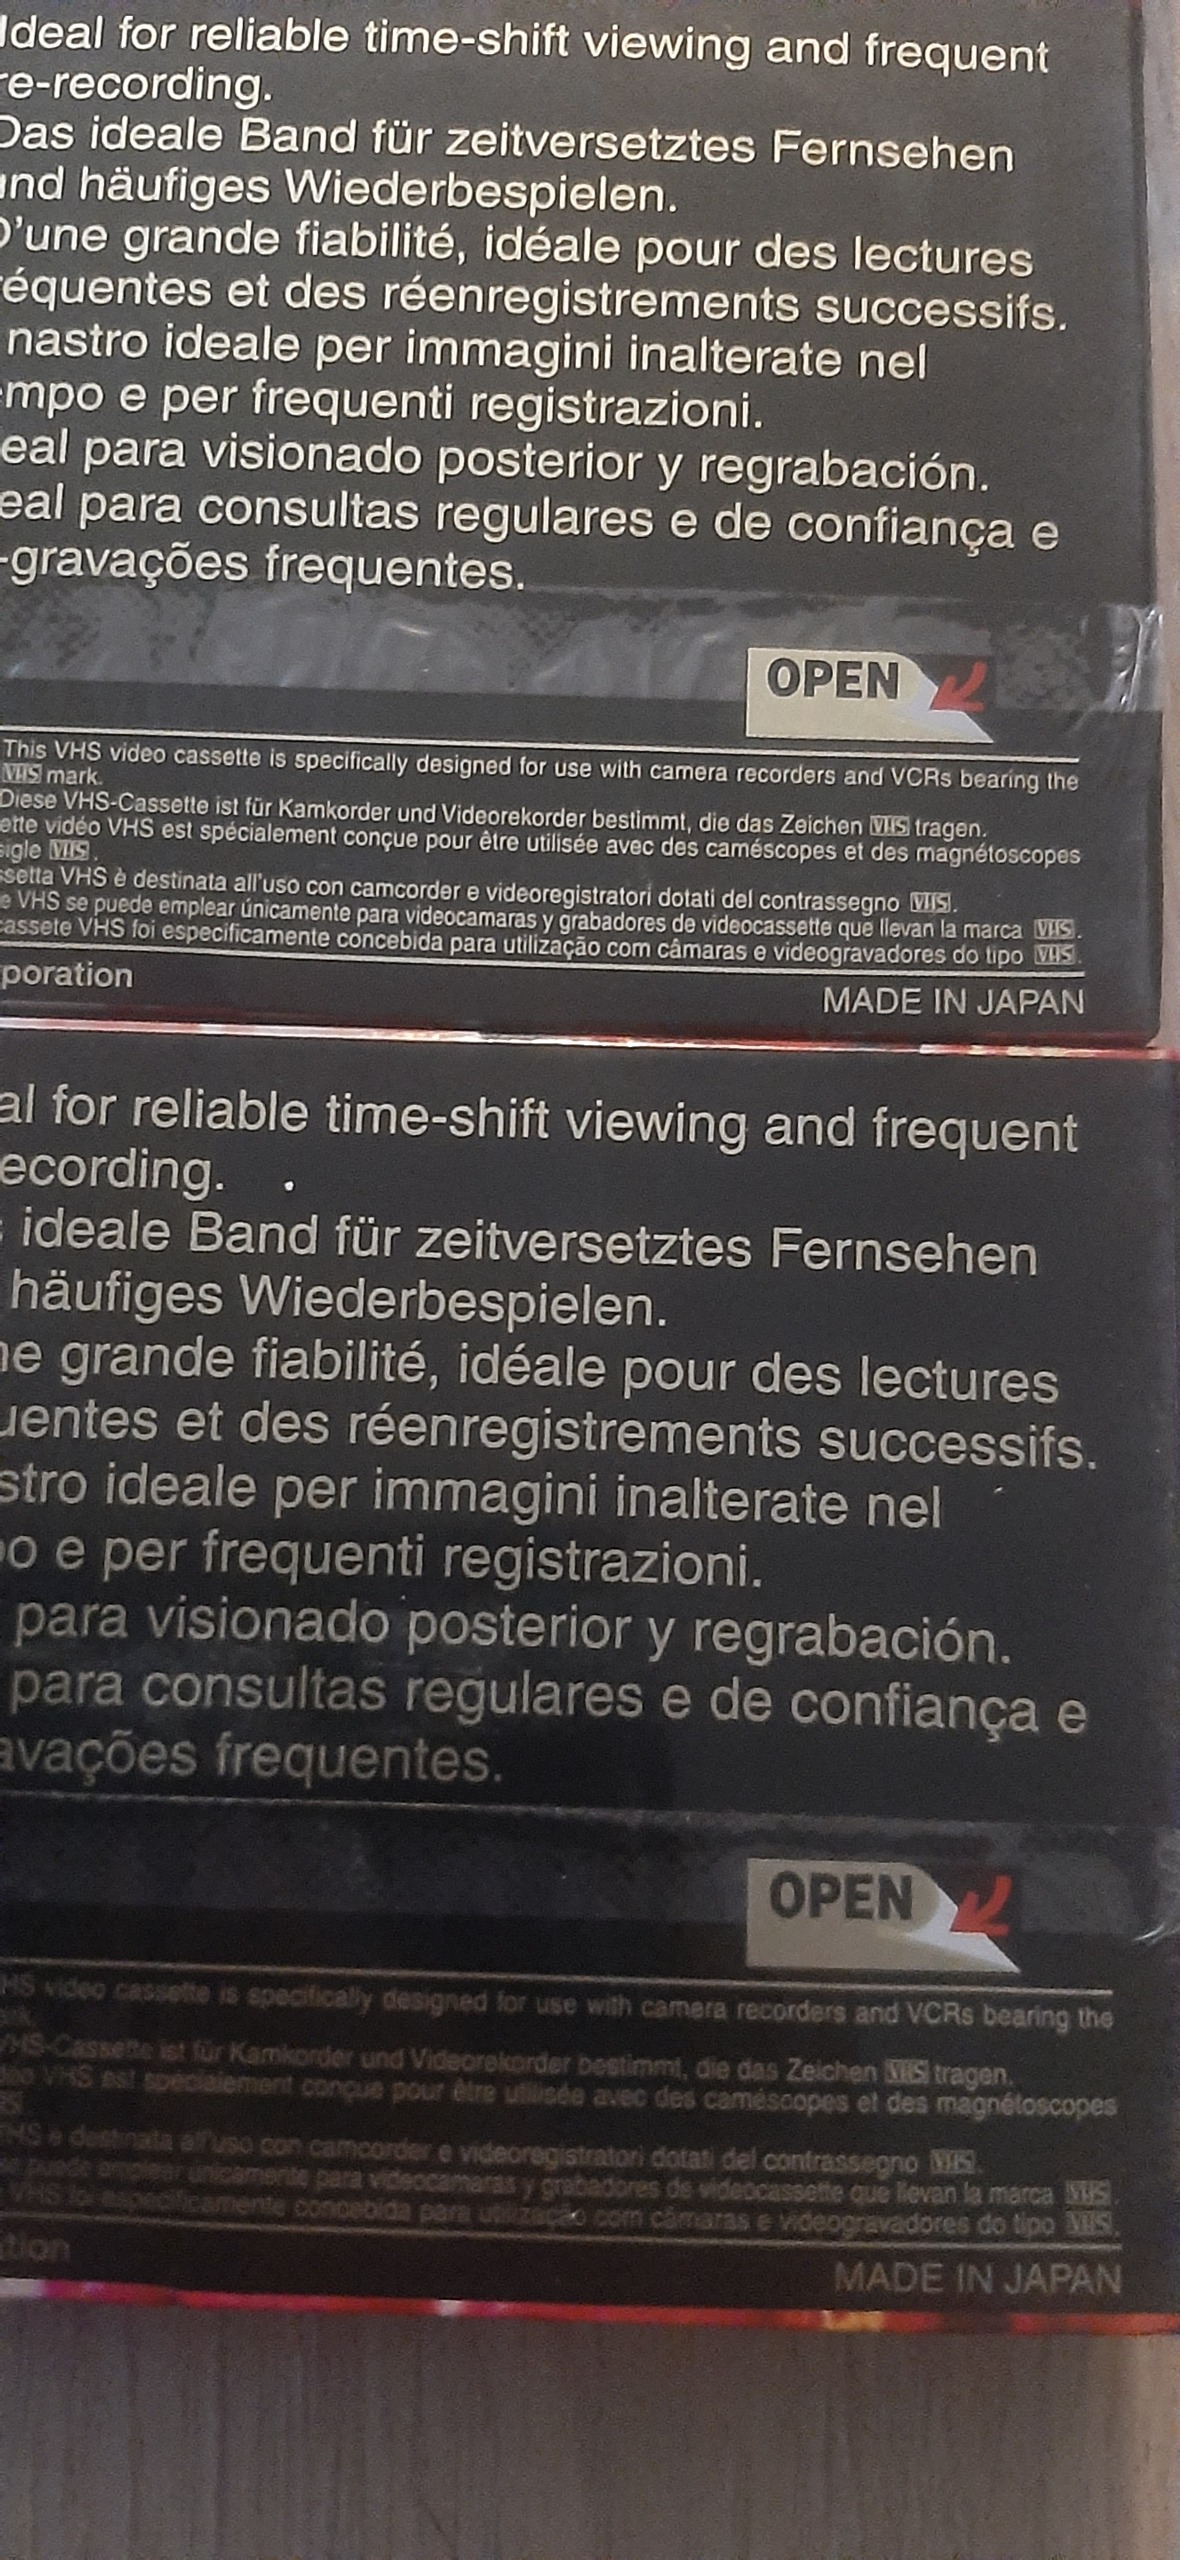 Ideal for reliable time-shift viewing and frequent
re-recording.
Das ideale Band für zeitversetztes Fernsehen
und häufiges Wiederbespielen.
D'une grande fiabilité, idéale pour des lectures
réquentes et des réenregistrements successifs.
nastro ideale per immagini inalterate nel
empo e per frequenti registrazioni.
eal para visionado posterior y regrabación.
eal para consultas regulares e de confiança e
-gravações frequentes.
OPEN
This VHS video cassette is specifically designed for use with camera recorders and VCRs bearing the
VHS mark.
Diese VHS-Cassette ist für Kamkorder und Videorekorder bestimmt, die das Zeichen VHS tragen.
ette vidéo VHS est spécialement conçue pour être utilisée avec des caméscopes et des magnétoscopes
sigle VHS.
ssetta VHS è destinata all'uso con camcorder e videoregistratori dotati del contrassegno VHS.
e VHS se puede emplear únicamente para videocamaras y grabadores de videocassette que llevan la marca VHS.
cassete VHS foi especificamente concebida para utilização com câmaras e videogravadores do tipo VHS.
poration
MADE IN JAPAN
al for reliable time-shift viewing and frequent
ecording.
ideale Band für zeitversetztes Fernsehen
häufiges Wiederbespielen.
ne grande fiabilité, idéale pour des lectures
uentes et des réenregistrements successifs.
stro ideale per immagini inalterate nel
po e per frequenti registrazioni.
para visionado posterior y regrabación.
para consultas regulares e de confiança e
avações frequentes.
OPEN
HS video cassette is specifically designed for use with camera recorders and VCRs bearing the
VHS-Cassette ist für Kamkorder und Videorekorder bestimmt, die das Zeichen VHS tragen.
déo VHS est spécialement conçue pour être utilisée avec des caméscopes et des magnétoscopes
HS è destinata all'uso con camcorder e videoregistratori dotati del contrassegno VHS.
se puede emplear únicamente para videocamaras y grabadores de videocassette que llevan la marca VHS.
VHS foi especificamente concebida para utilização com câmaras e videogravadores do tipo VHS.
ation
MADE IN JAPAN